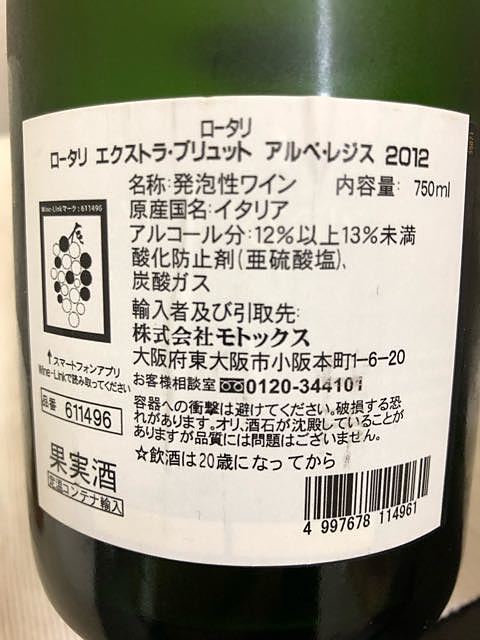 ロータリ
ロータリ エクストラ・ブリュット アルペ・レジス 2012
名称:発泡性ワイン 内容量: 750ml
原産国名:イタリア
アルコール分:12%以上13%未満
酸化防止剤(亜硫酸塩)、
炭酸ガス
輸入者及び引取先:
株式会社モトックス
大阪府東大阪市小阪本町1-6-20
お客様相談室 0120-344101
容器への衝撃は避けてください。破損する恐
れがあります。オリ、酒石が沈殿していることが
ありますが品質には問題はございません。
☆飲酒は20歳になってから
Wine-Linkマーク:611496
↑スマートフォンアプリ
Wine-Linkで読み取ってください
品番 611496
果実酒
定温コンテナ輸入
4 997678 114961